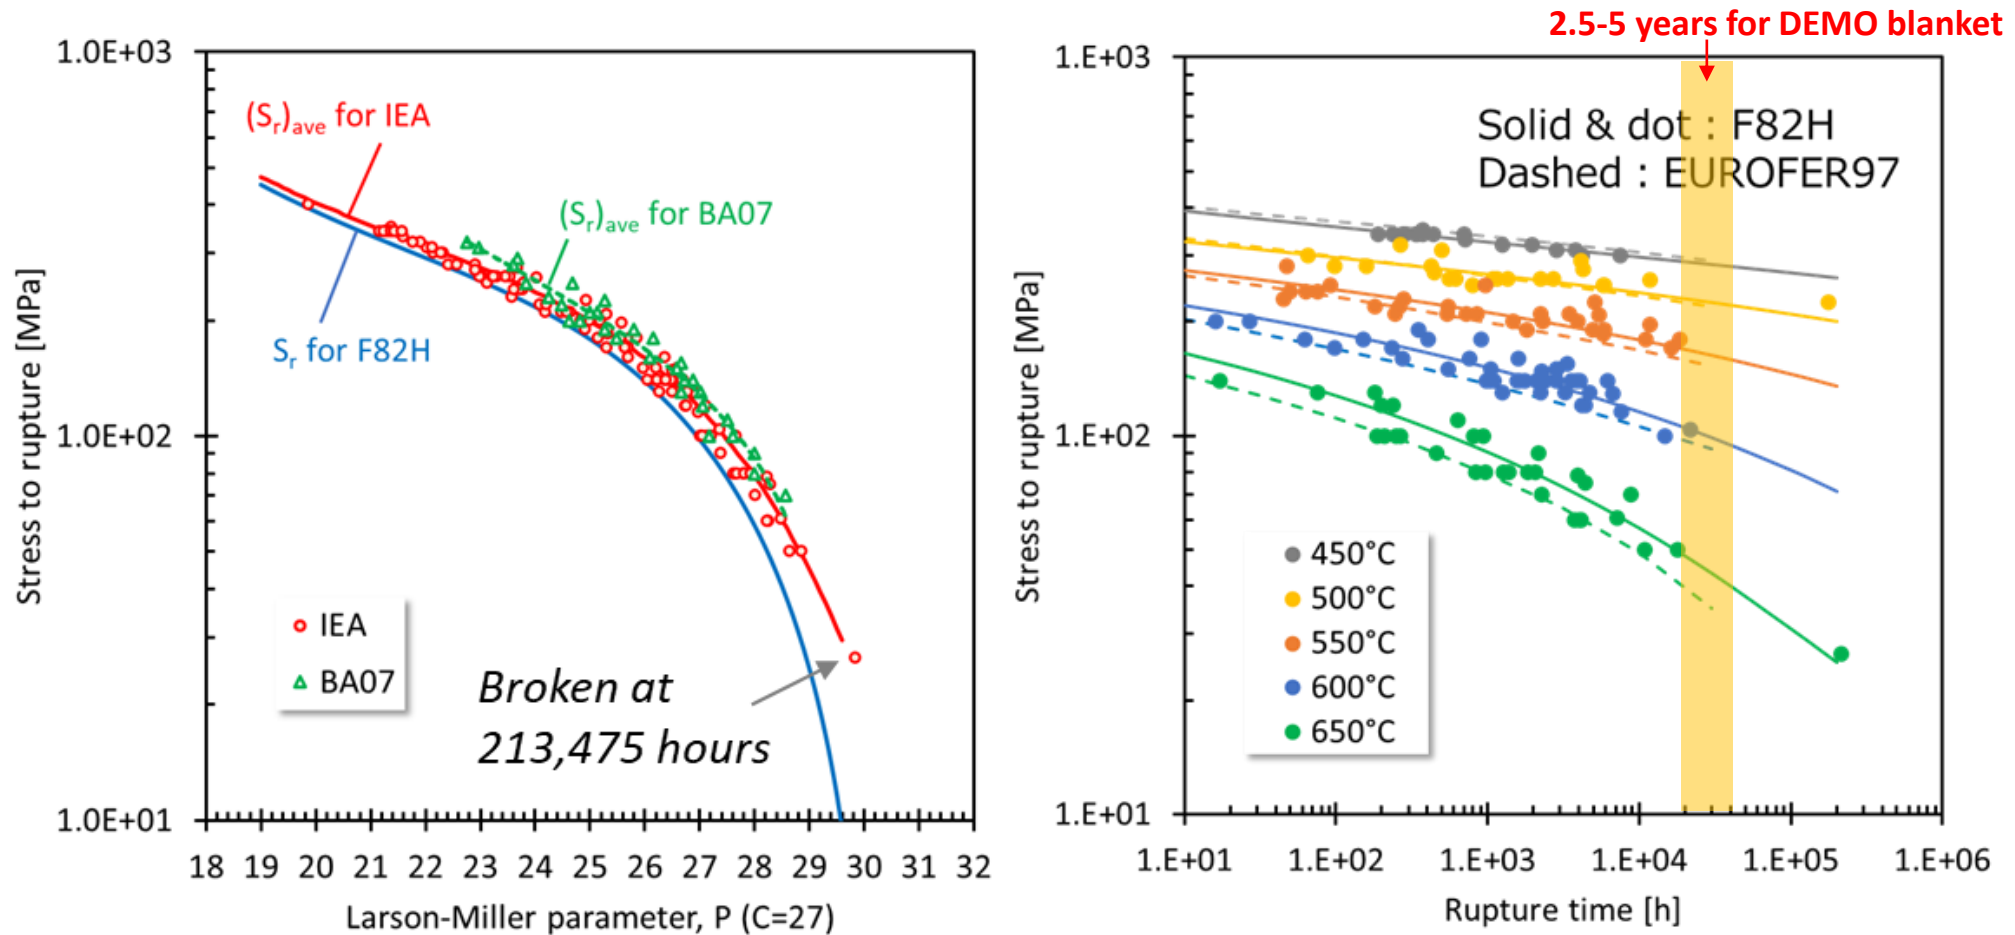 2.5-5 years for DEMO blanket
1.0E+03
(Sr)ave for IEA
(Sr)ave for BA07
Sr for F82H
Stress to rupture [MPa]
1.0E+02
IEA
BA07
Broken at
213,475 hours
1.0E+01
18 19 20 21 22 23 24 25 26 27 28 29 30 31 32
Larson-Miller parameter, P (C=27)
1.E+03
Solid & dot : F82H
Dashed : EUROFER97
Stress to rupture [MPa]
1.E+02
450°C
500°C
550°C
600°C
650°C
1.E+01
1.E+01 1.E+02 1.E+03 1.E+04 1.E+05 1.E+06
Rupture time [h]